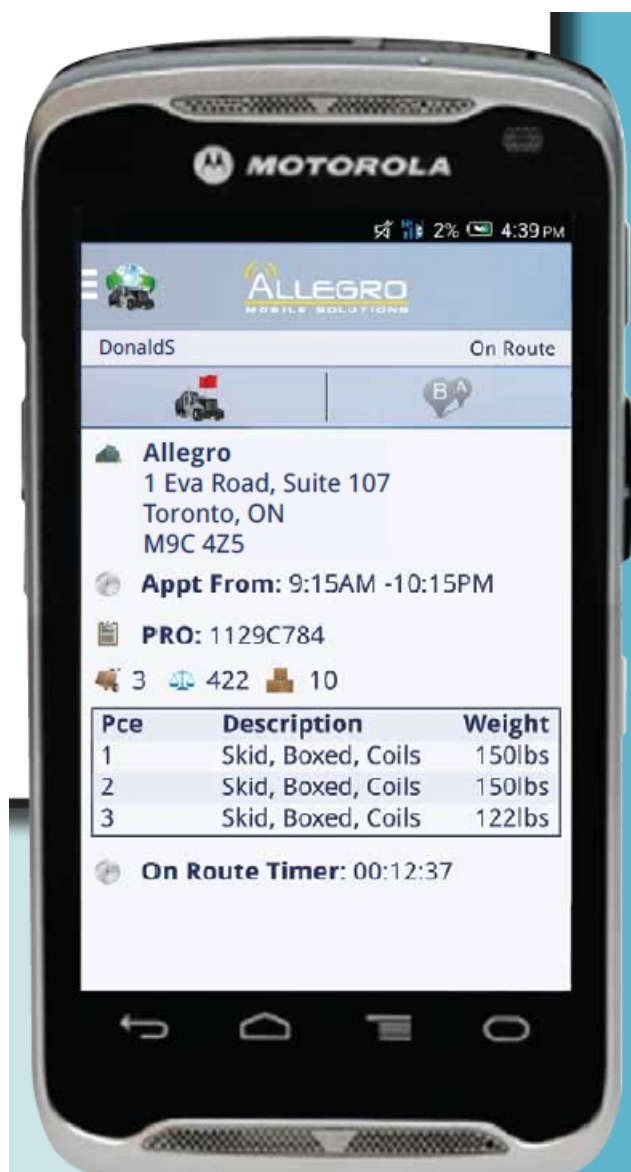 MOTOROLA
2% 4:39 PM
ALLEGRO
MOBILE SOLUTIONS
DonaldS On Route
B A
Allegro
1 Eva Road, Suite 107
Toronto, ON
M9C 4Z5
Appt From: 9:15AM -10:15PM
PRO: 1129C784
3 422 10
Pce Description Weight
1 Skid, Boxed, Coils 150lbs
2 Skid, Boxed, Coils 150lbs
3 Skid, Boxed, Coils 122lbs
On Route Timer: 00:12:37